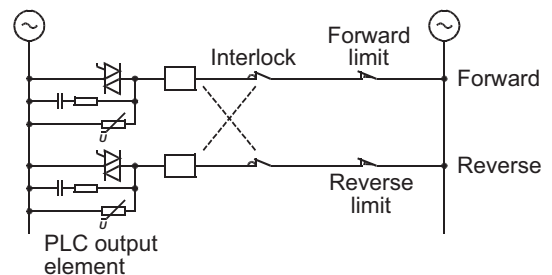 Interlock
Forward
limit
Forward
U
Reverse
Reverse
limit
U
PLC output
element